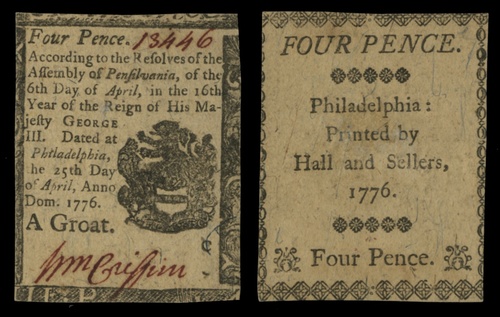 Four Pence. 13446
According to the Resolves of the
Assembly of Pensilvania, of the
6th Day of April, in the 16th
Year of the Reign of His Ma-
jesty GEORGE
III. Dated at
Philadelphia,
he 25th Day
of April, Anno
Dom. 1776.
A Groat.
Wm Crispin
FOUR PENCE.
Philadelphia:
Printed by
Hall and Sellers,
1776.
Four Pence.